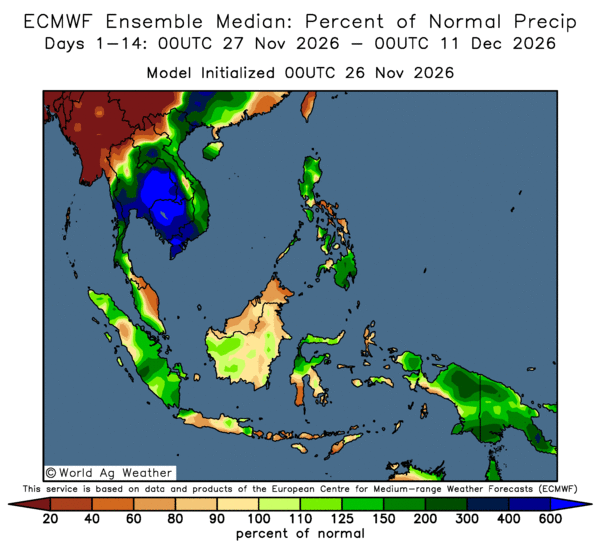 ECMWF Ensemble Median: Percent of Normal Precip
Days 1–14: 00UTC 27 Nov 2026 – 00UTC 11 Dec 2026
Model Initialized 00UTC 26 Nov 2026
© World Ag Weather
This service is based on data and products of the European Centre for Medium-range Weather Forecasts (ECMWF)
20 40 60 80 90 100 110 125 150 200 300 400 600
percent of normal